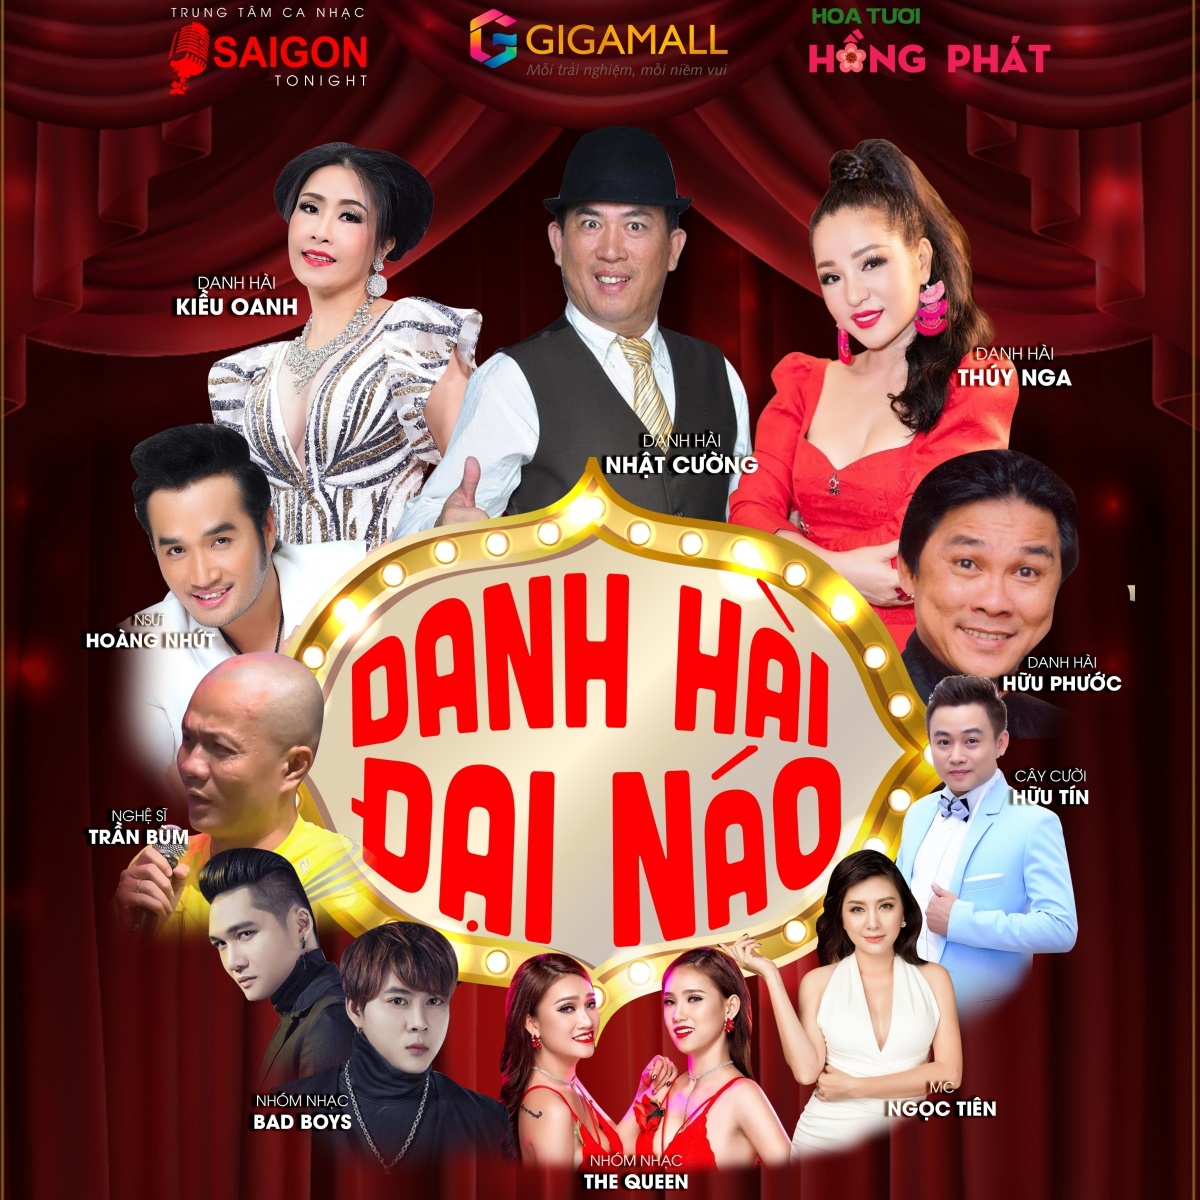 TRUNG TÂM CA NHẠC
SAIGON
TONIGHT
GIGAMALL
Mỗi trải nghiệm, mỗi niềm vui
HOA TƯƠI
HỒNG PHÁT
DANH HÀI
KIỀU OANH
DANH HÀI
NHẬT CƯỜNG
DANH HÀI
THÚY NGA
NSƯT
HOÀNG NHỨT
DANH HÀI
HỮU PHƯỚC
DANH HÀI
ĐẠI NÁO
NGHỆ SĨ
TRẦN BŨM
CÂY CƯỜI
HỮU TÍN
NHÓM NHẠC
BAD BOYS
NHÓM NHẠC
THE QUEEN
MC
NGỌC TIÊN